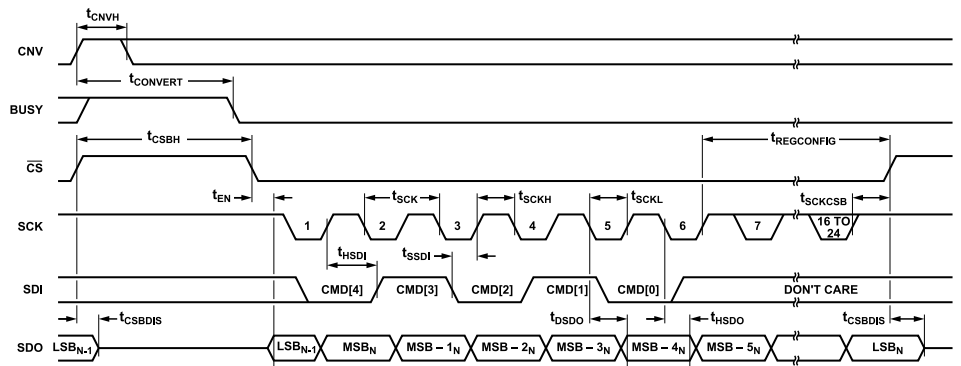 tCNVH
CNV
tCONVERT
BUSY
tCSBH
tREGCONFIG
CS
tEN
tSCK
tSCKH
tSCKL
tSCKCSB
SCK
1 2 3 4 5 6 7 16 TO 24
tHSDI
tSSDI
SDI
CMD[4] CMD[3] CMD[2] CMD[1] CMD[0] DON'T CARE
tCSBDIS
tDSDO
tHSDO
tCSBDIS
SDO
LSBN-1 LSBN-1 MSBN MSB – 1N MSB – 2N MSB – 3N MSB – 4N MSB – 5N LSBN